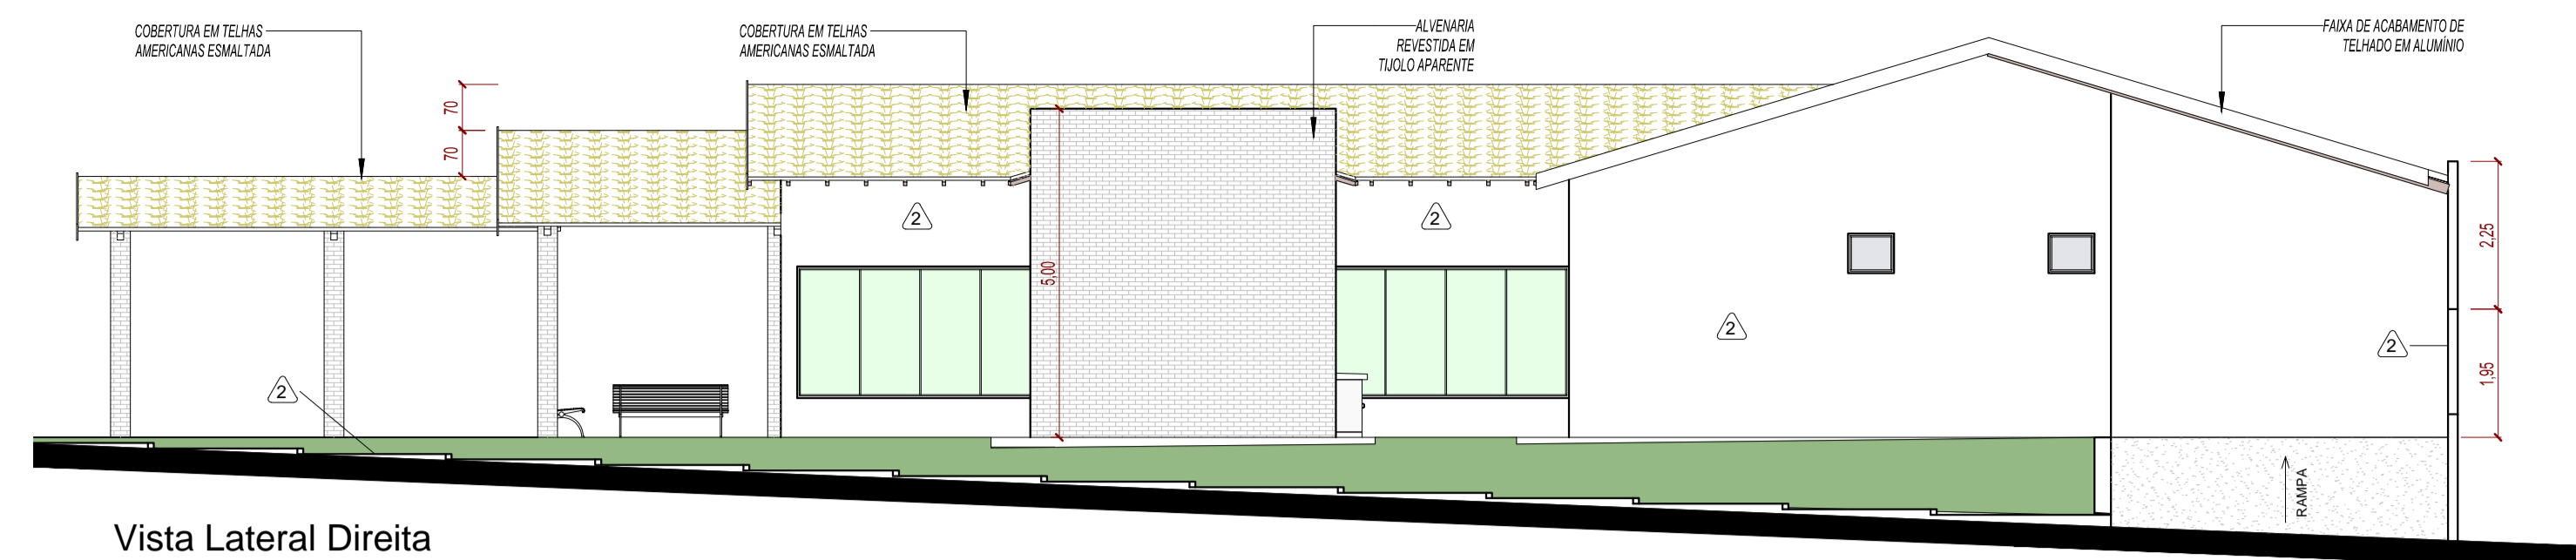 COBERTURA EM TELHAS
AMERICANAS ESMALTADA
COBERTURA EM TELHAS
AMERICANAS ESMALTADA
ALVENARIA
REVESTIDA EM
TIJOLO APARENTE
FAIXA DE ACABAMENTO DE
TELHADO EM ALUMÍNIO
70
70
2
2
2,25
5,00
2
2
1,95
2
RAMPA
Vista Lateral Direita